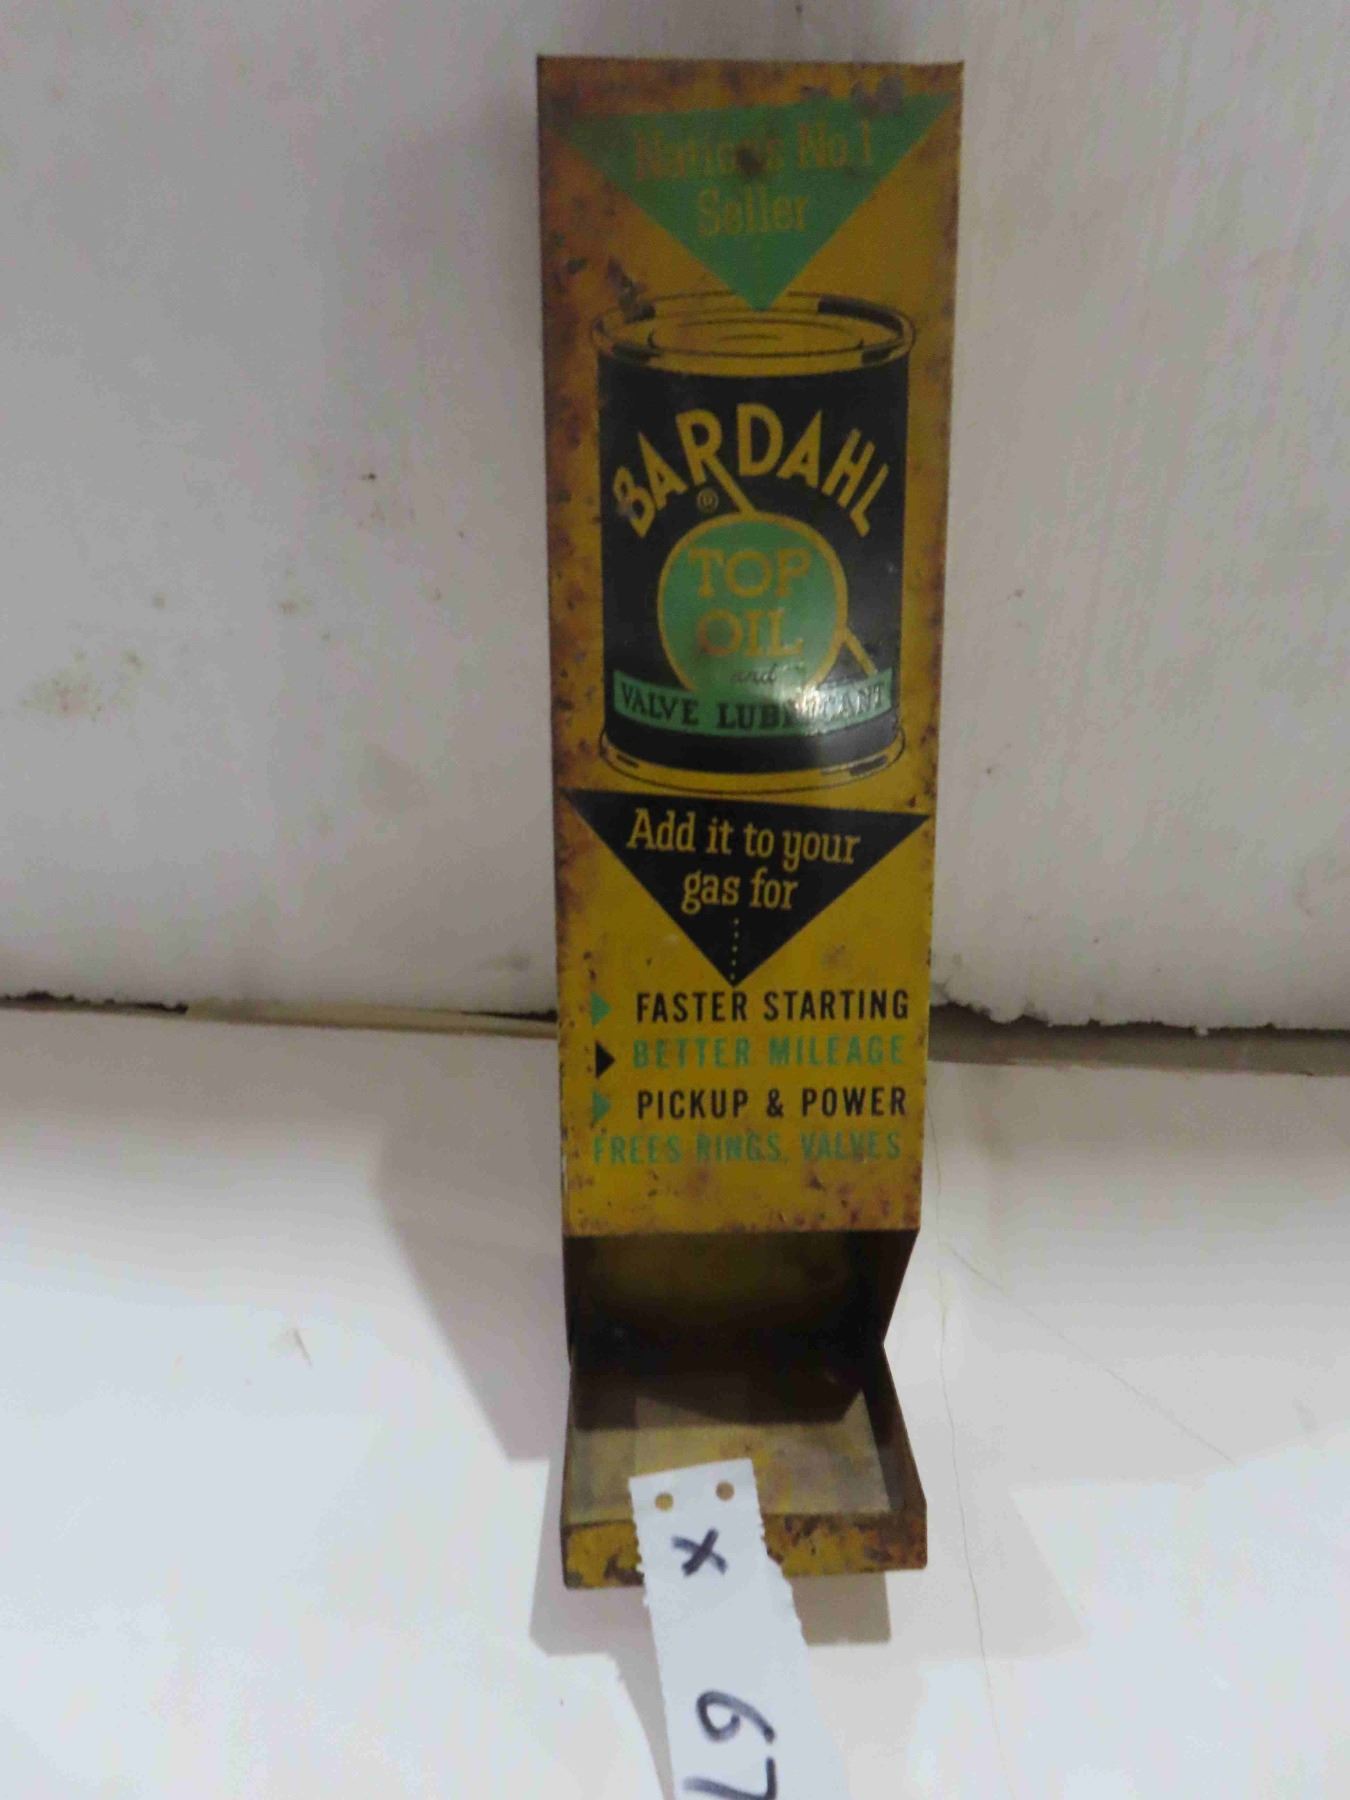 Nation's No. 1
Seller
BARDAHL
®
TOP
OIL
and
VALVE LUBRICANT
Add it to your
gas for
FASTER STARTING
BETTER MILEAGE
PICKUP & POWER
FREES RINGS, VALVES
X
67